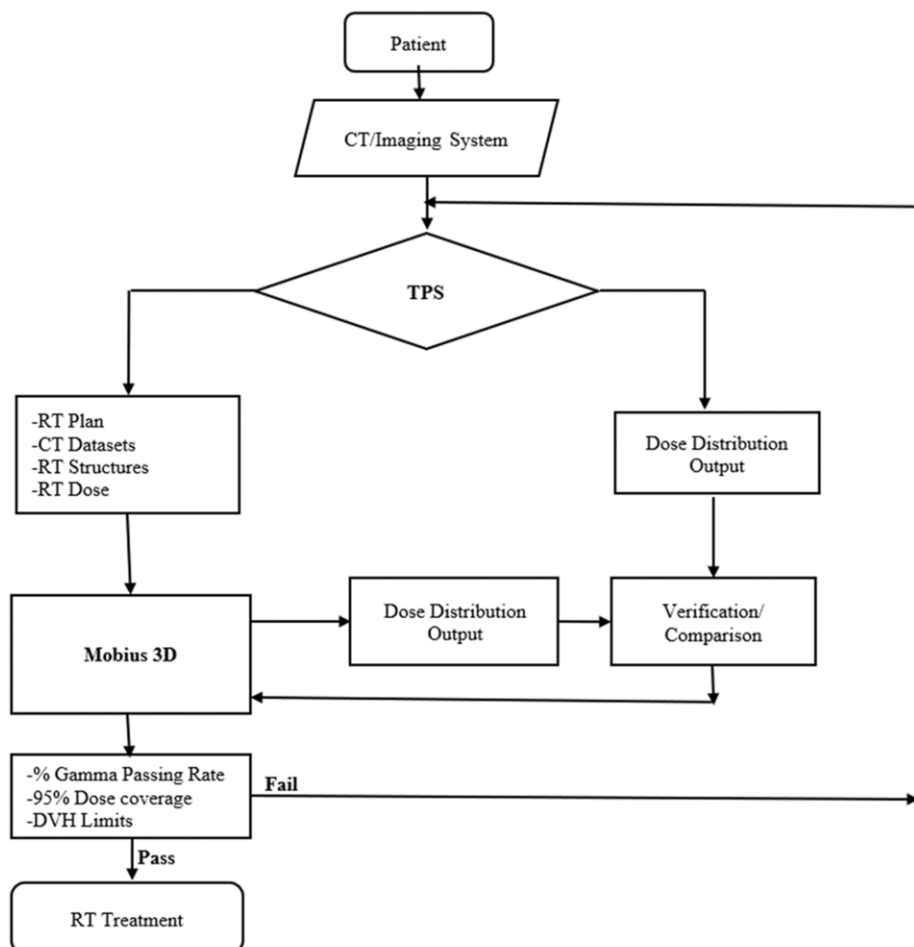 Patient
CT/Imaging System
TPS
-RT Plan
-CT Datasets
-RT Structures
-RT Dose
Dose Distribution
Output
Mobius 3D
Dose Distribution
Output
Verification/
Comparison
-% Gamma Passing Rate
-95% Dose coverage
-DVH Limits
Fail
Pass
RT Treatment